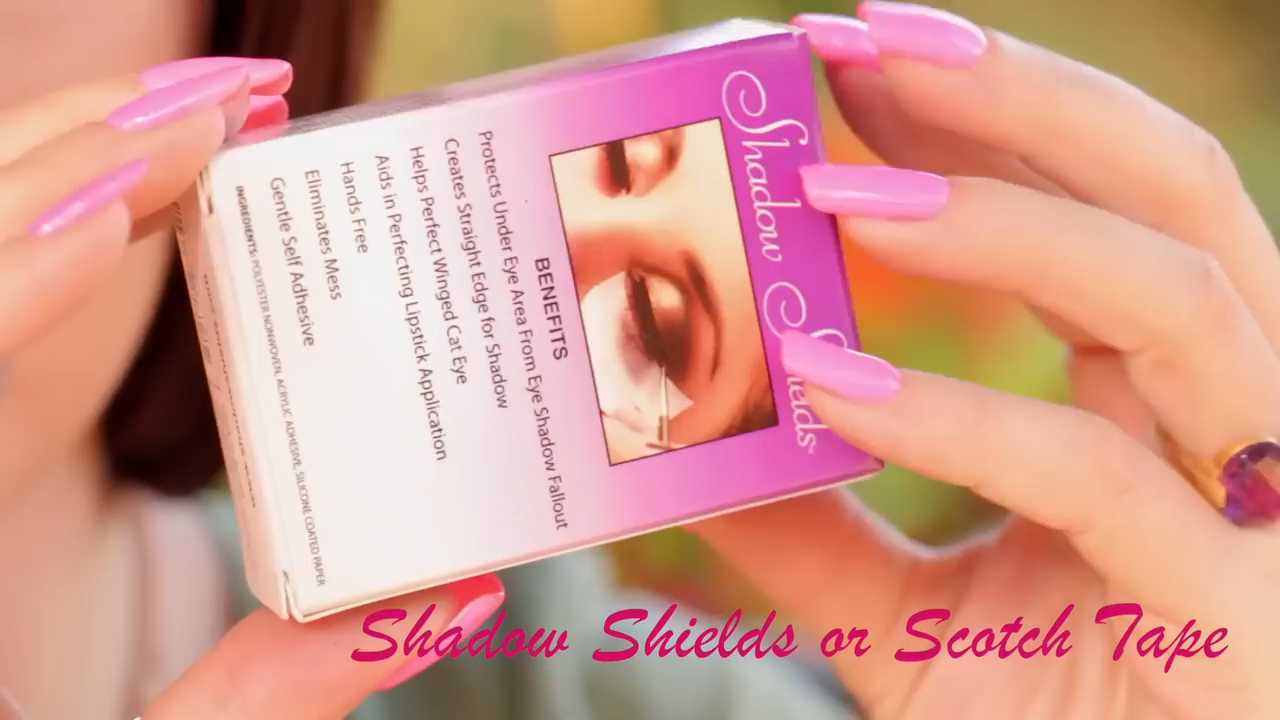 Shadow Shields
BENEFITS
Protects Under Eye Area From Eye Shadow Fallout
Creates Straight Edge for Shadow
Helps Perfect Winged Cat Eye
Aids in Perfecting Lipstick Application
Hands Free
Eliminates Mess
Gentle Self Adhesive
INGREDIENTS: POLYESTER NONWOVEN, ACRYLIC ADHESIVE, SILICONE COATED PAPER
Shadow Shields or Scotch Tape